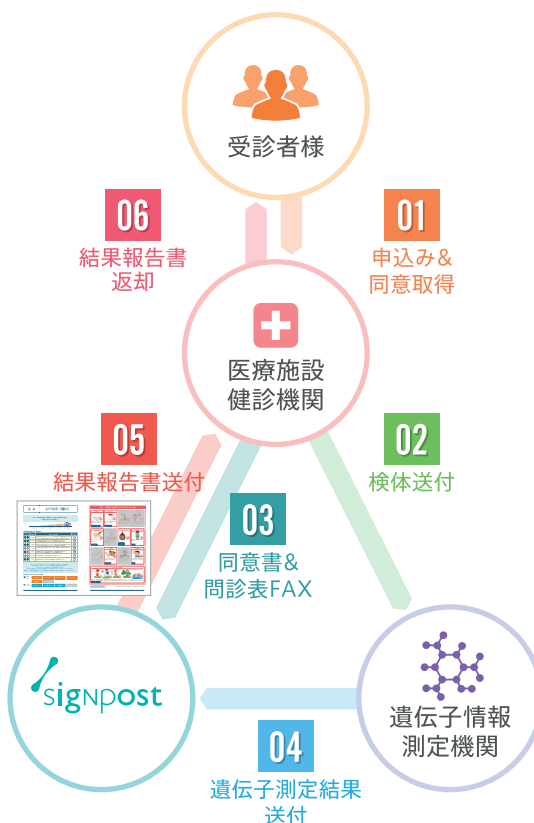 受診者様
06
結果報告書
返却
01
申込み&
同意取得
医療施設
健診機関
05
結果報告書送付
02
検体送付
03
同意書&
問診表FAX
sıgNpost
遺伝子情報
測定機関
04
遺伝子測定結果
送付